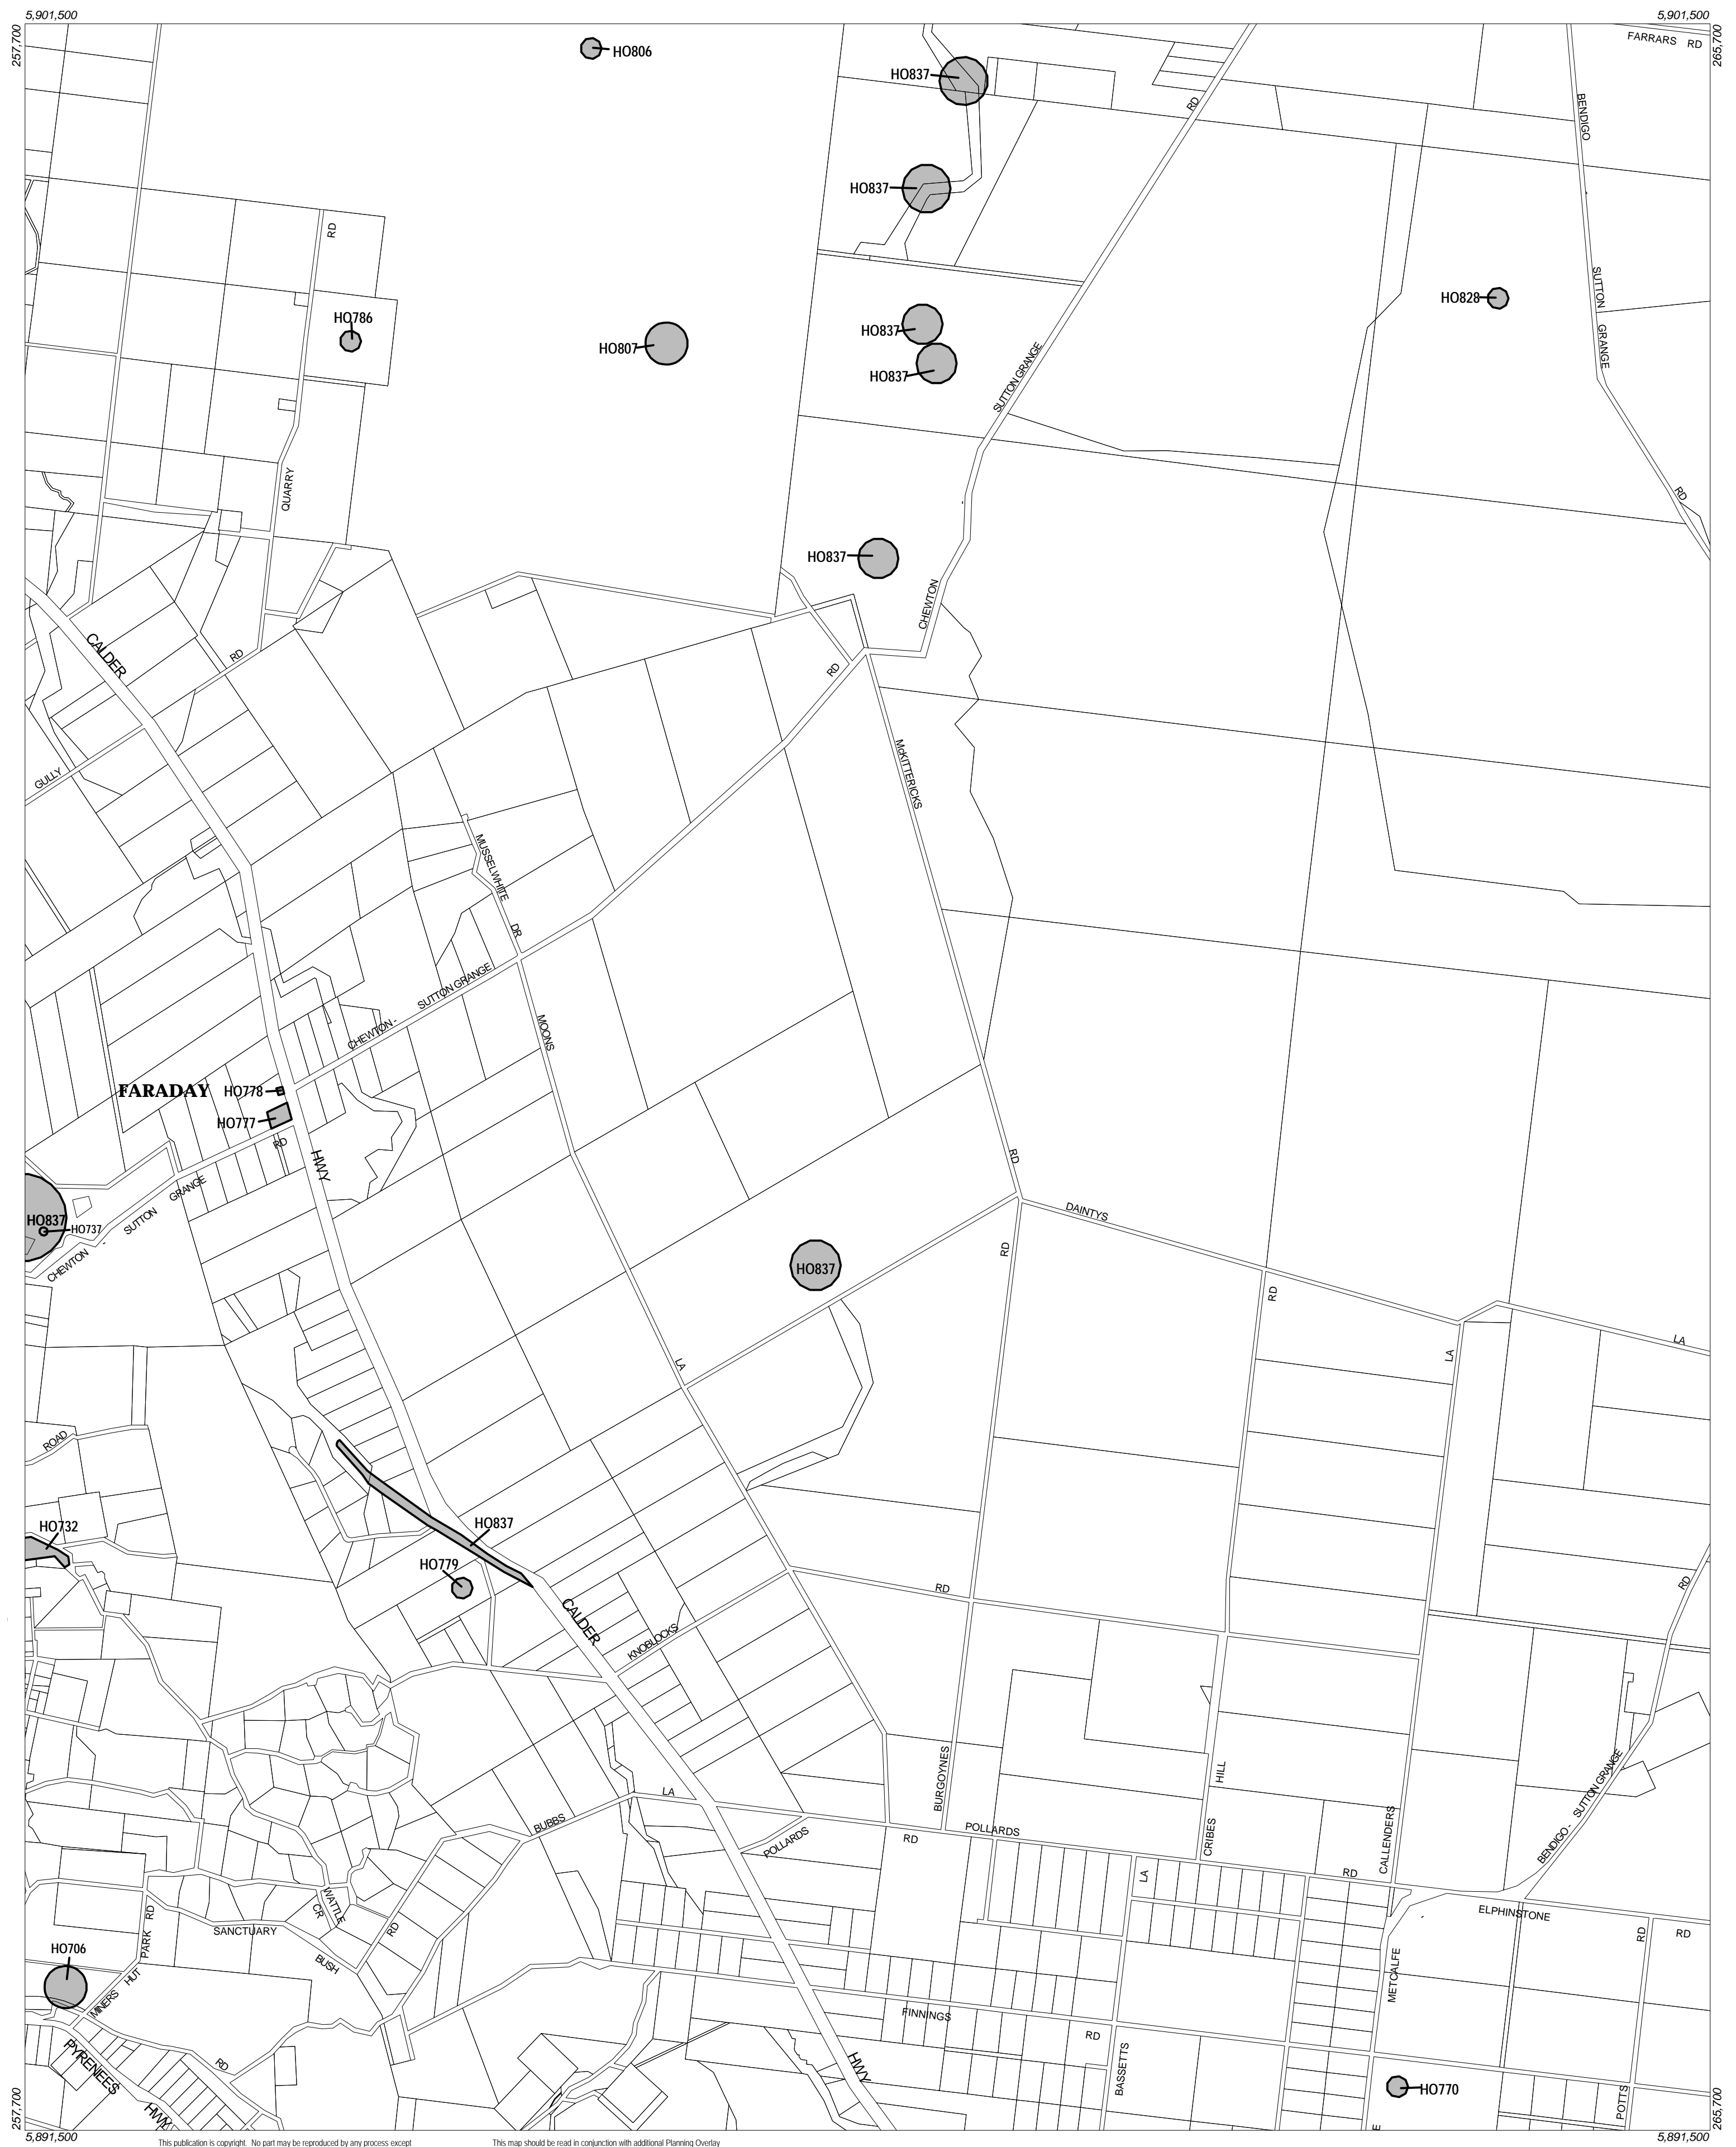 5,901,500
5,901,500
257,700
265,700
FARRARS RD
HO806
HO837
RD
BENDIGO
HO837
RD
HO828
SUTTON
GRANGE
HO786
HO807
HO837
HO837
SUTTON GRANGE
QUARRY
RD
HO837
CHEWTON
CALDER
RD
RD
GULLY
McKITTERICKS
MUSSELWHITE
DR
SUTTON GRANGE
CHEWTON -
MOONS
FARADAY
HO778
HO777
RD
HWY
RD
GRANGE
SUTTON
-
CHEWTON
HO837
HO737
DAINTYS
RD
HO837
RD
LA
LA
LA
ROAD
HO837
HO732
HO779
RD
RD
CALDER
KNOBLOCKS
BURGOYNES
HILL
CRIBES
CALLENDERS
BENDIGO - SUTTON GRANGE
LA
BUBBS
POLLARDS
RD
POLLARDS
RD
LA
WATTLE
CR
RD
PARK RD
SANCTUARY
BUSH
ELPHINSTONE
RD
RD
HO706
MINERS HUT
RD
METCALFE
FINNINGS
RD
BASSETTS
PYRENEES
HWY
HWY
HO770
POTTS
E
257,700
265,700
5,891,500
5,891,500
This publication is copyright. No part may be reproduced by any process except
This map should be read in conjunction with additional Planning Overlay